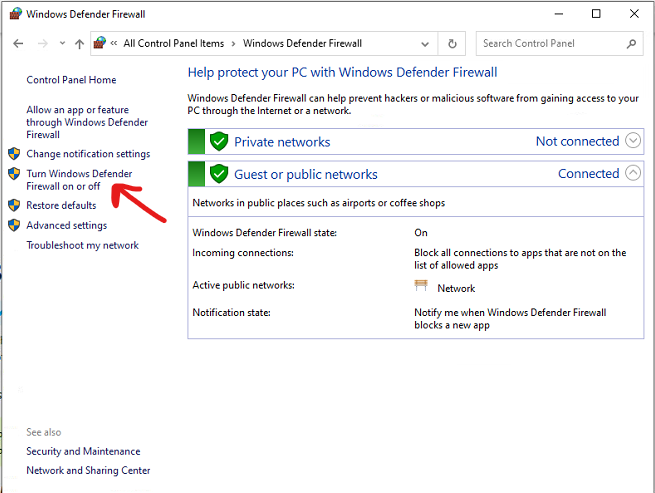 Windows Defender Firewall
« All Control Panel Items > Windows Defender Firewall
Search Control Panel
Control Panel Home
Allow an app or feature
through Windows Defender
Firewall
Change notification settings
Turn Windows Defender
Firewall on or off
Restore defaults
Advanced settings
Troubleshoot my network
Help protect your PC with Windows Defender Firewall
Windows Defender Firewall can help prevent hackers or malicious software from gaining access to your
PC through the Internet or a network.
Private networks Not connected
Guest or public networks Connected
Networks in public places such as airports or coffee shops
Windows Defender Firewall state: On
Incoming connections: Block all connections to apps that are not on the
list of allowed apps
Active public networks: Network
Notification state: Notify me when Windows Defender Firewall
blocks a new app
See also
Security and Maintenance
Network and Sharing Center